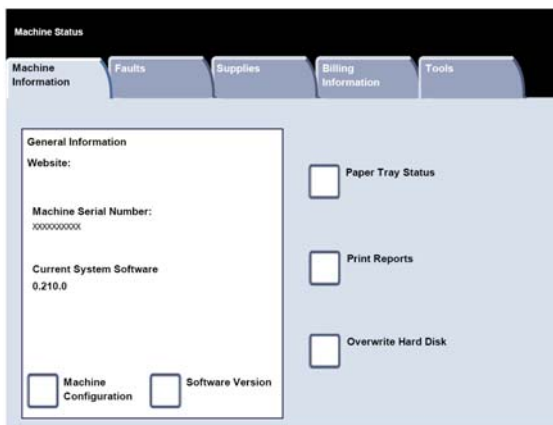 Machine Status
Machine
Information
Faults
Supplies
Billing
Information
Tools
General Information
Website:
Machine Serial Number:
XXXXXXXXXX
Current System Software
0.210.0
Machine
Configuration
Software Version
Paper Tray Status
Print Reports
Overwrite Hard Disk